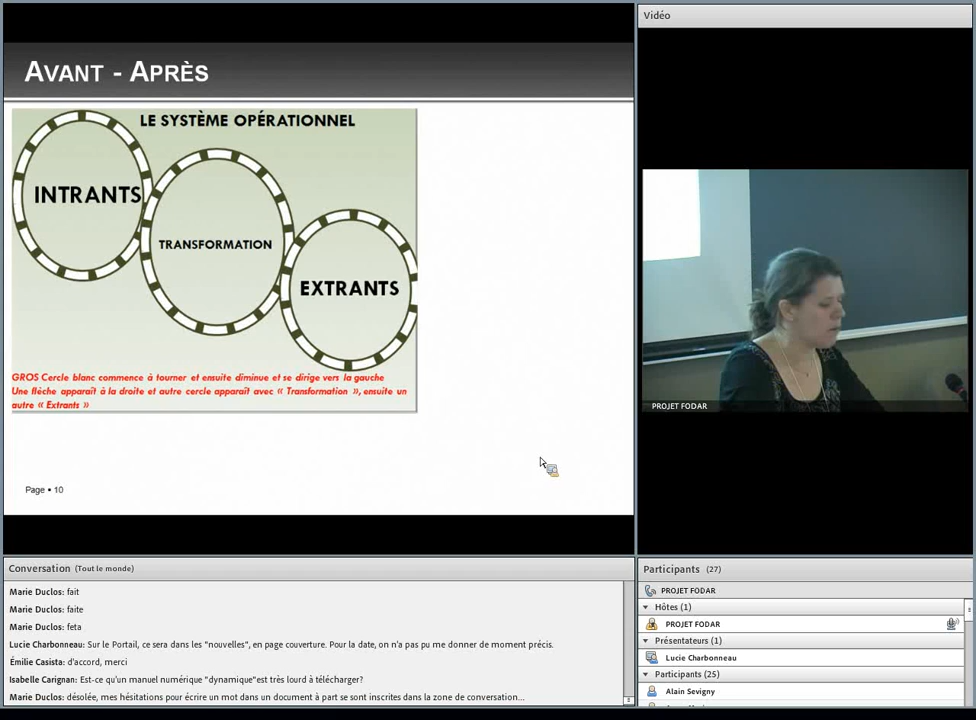 Vidéo
AVANT - APRÈS
LE SYSTÈME OPÉRATIONNEL
INTRANTS
TRANSFORMATION
EXTRANTS
GROS Cercle blanc commence à tourner et ensuite diminue et se dirige vers la gauche
Une flèche apparaît à la droite et autre cercle apparaît avec « Transformation », ensuite un
autre « Extrants »
Page • 10
PROJET FODAR
Conversation (Tout le monde)
Marie Duclos: fait
Marie Duclos: faite
Marie Duclos: feta
Lucie Charbonneau: Sur le Portail, ce sera dans les "nouvelles", en page couverture. Pour la date, on n'a pas pu me donner de moment précis.
Émilie Casista: d'accord, merci
Isabelle Carignan: Est-ce qu'un manuel numérique "dynamique"est très lourd à télécharger?
Marie Duclos: désolée, mes hésitations pour écrire un mot dans un document à part se sont inscrites dans la zone de conversation...
Participants (27)
PROJET FODAR
Hôtes (1)
PROJET FODAR
Présentateurs (1)
Lucie Charbonneau
Participants (25)
Alain Sevigny